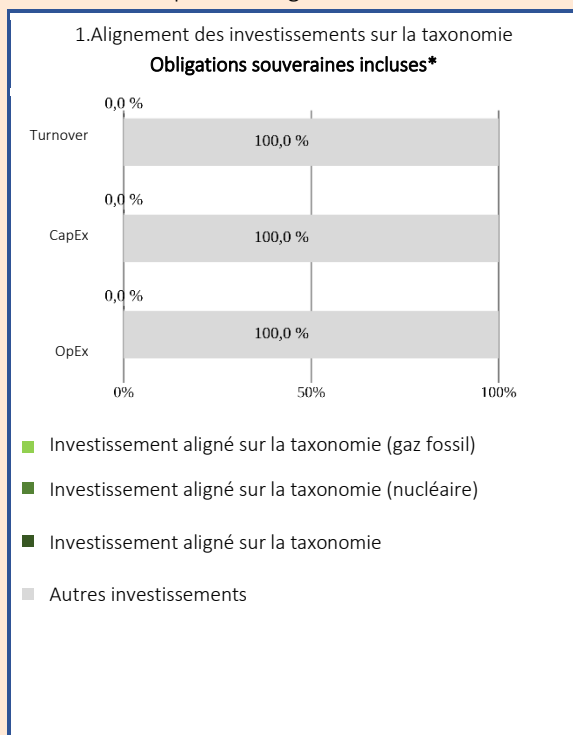 1.Alignement des investissements sur la taxonomie
Obligations souveraines incluses*
0,0 %
Turnover
100,0 %
0,0 %
CapEx
100,0 %
0,0 %
OpEx
100,0 %
0% 50% 100%
Investissement aligné sur la taxonomie (gaz fossil)
Investissement aligné sur la taxonomie (nucléaire)
Investissement aligné sur la taxonomie
Autres investissements